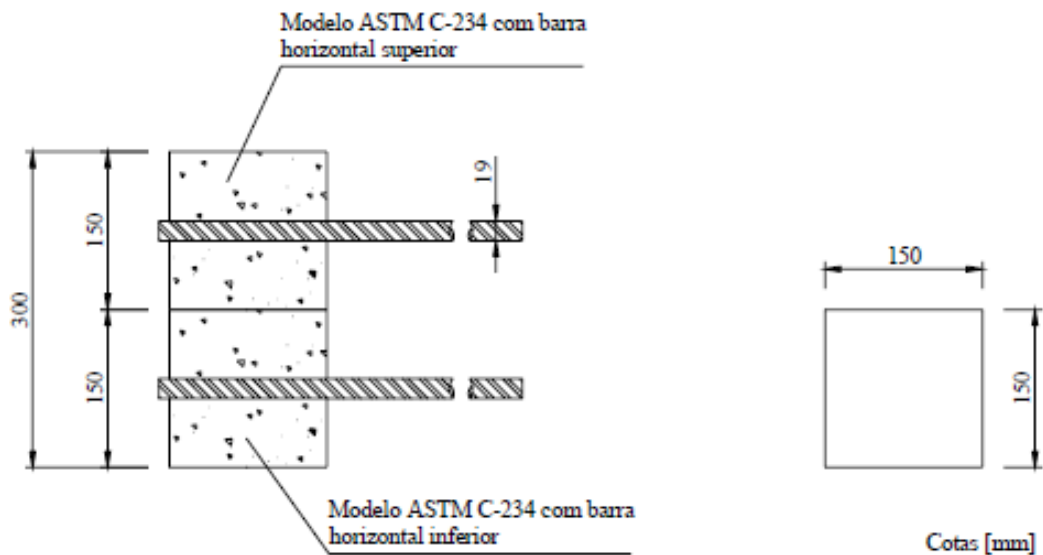 Modelo ASTM C-234 com barra
horizontal superior
19
150
300
150
150
150
Modelo ASTM C-234 com barra
horizontal inferior
Cotas [mm]